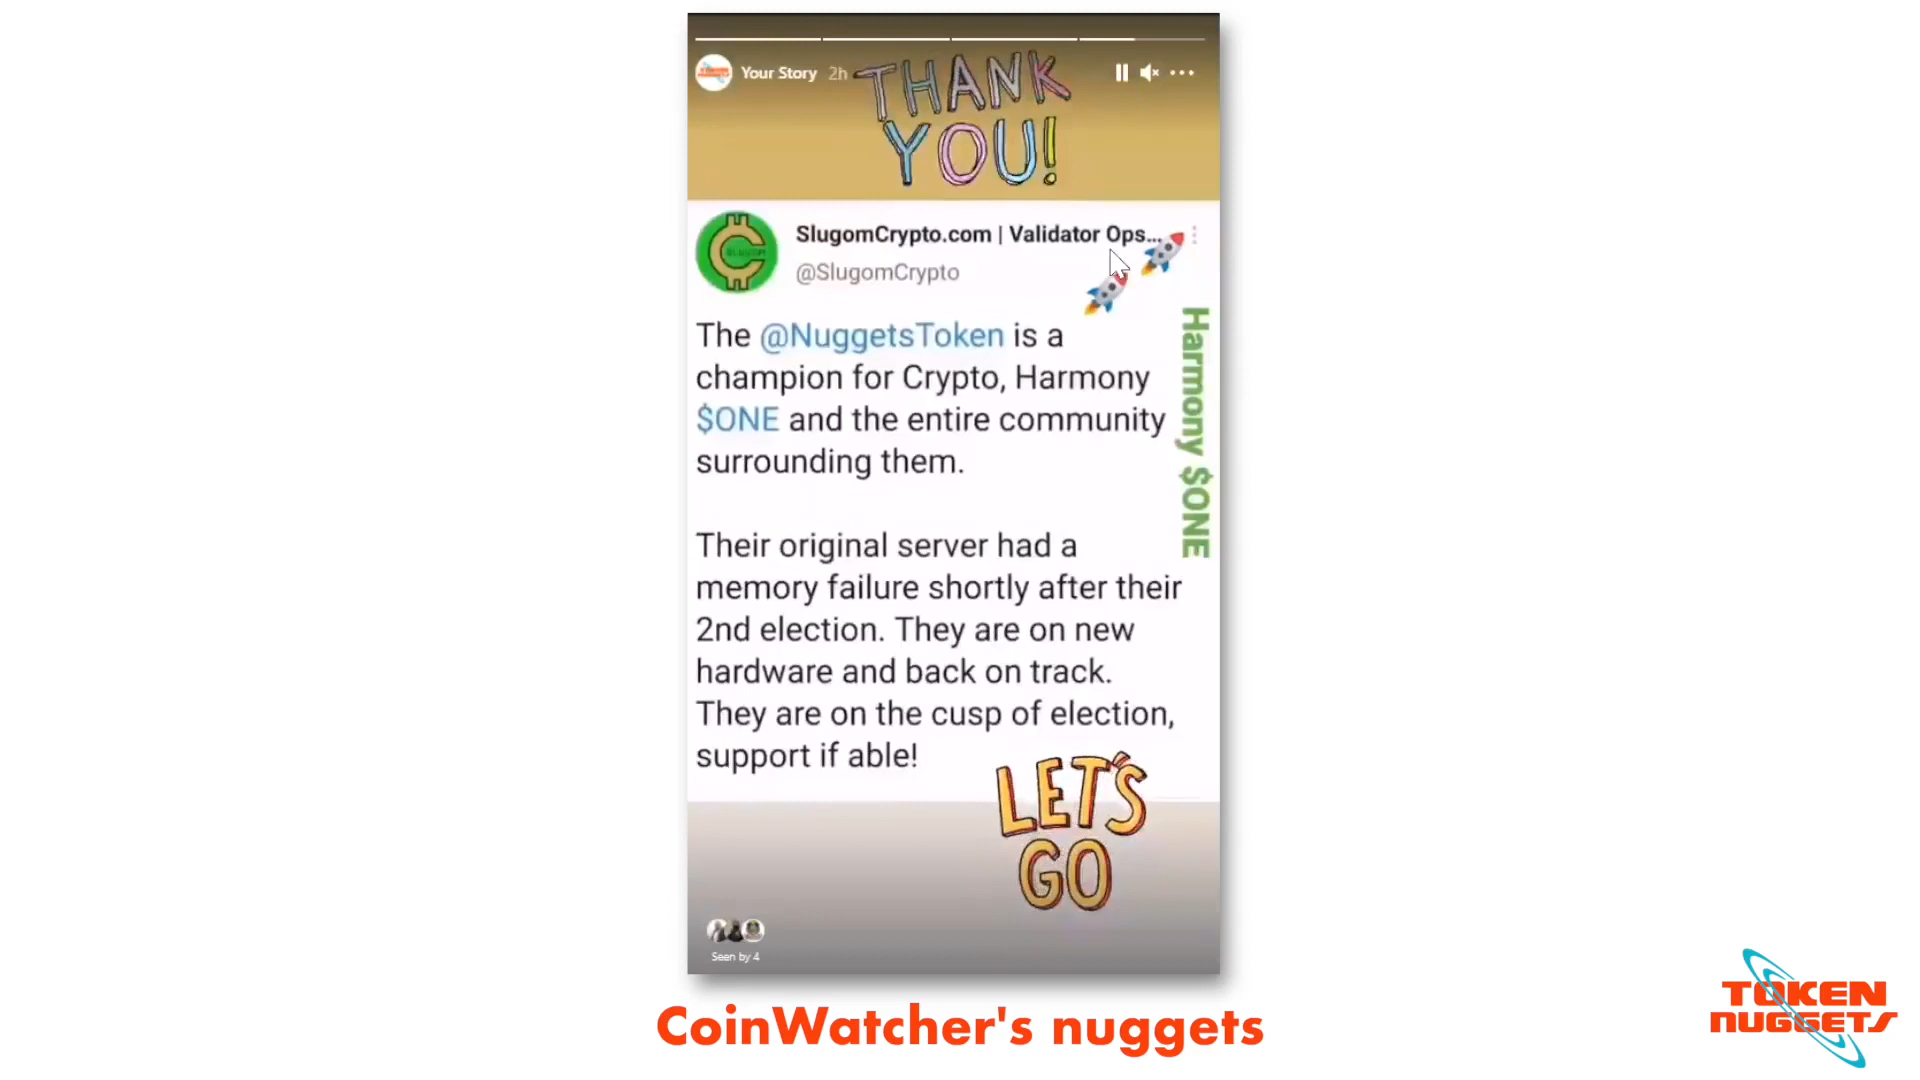 THANK
YOU!
Your Story 2h
SlugomCrypto.com | Validator Ops...
@SlugomCrypto
The @NuggetsToken is a
champion for Crypto, Harmony
$ONE and the entire community
surrounding them.
Their original server had a
memory failure shortly after their
2nd election. They are on new
hardware and back on track.
They are on the cusp of election,
support if able!
Harmony $ONE
LET'S
GO
Seen by 4
CoinWatcher's nuggets
TOKEN
NUGGETS